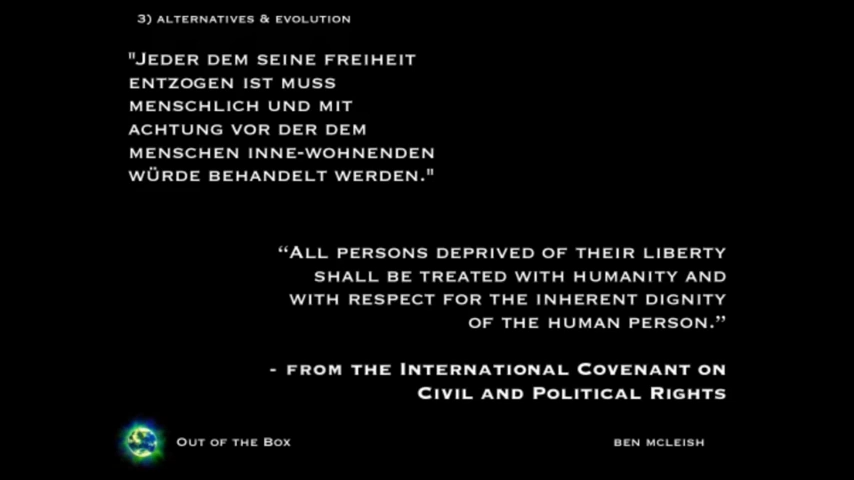 3) ALTERNATIVES & EVOLUTION
"JEDER DEM SEINE FREIHEIT
ENTZOGEN IST MUSS
MENSCHLICH UND MIT
ACHTUNG VOR DER DEM
MENSCHEN INNE-WOHNENDEN
WÜRDE BEHANDELT WERDEN."
“ALL PERSONS DEPRIVED OF THEIR LIBERTY
SHALL BE TREATED WITH HUMANITY AND
WITH RESPECT FOR THE INHERENT DIGNITY
OF THE HUMAN PERSON.”
- FROM THE INTERNATIONAL COVENANT ON
CIVIL AND POLITICAL RIGHTS
OUT OF THE BOX
BEN MCLEISH